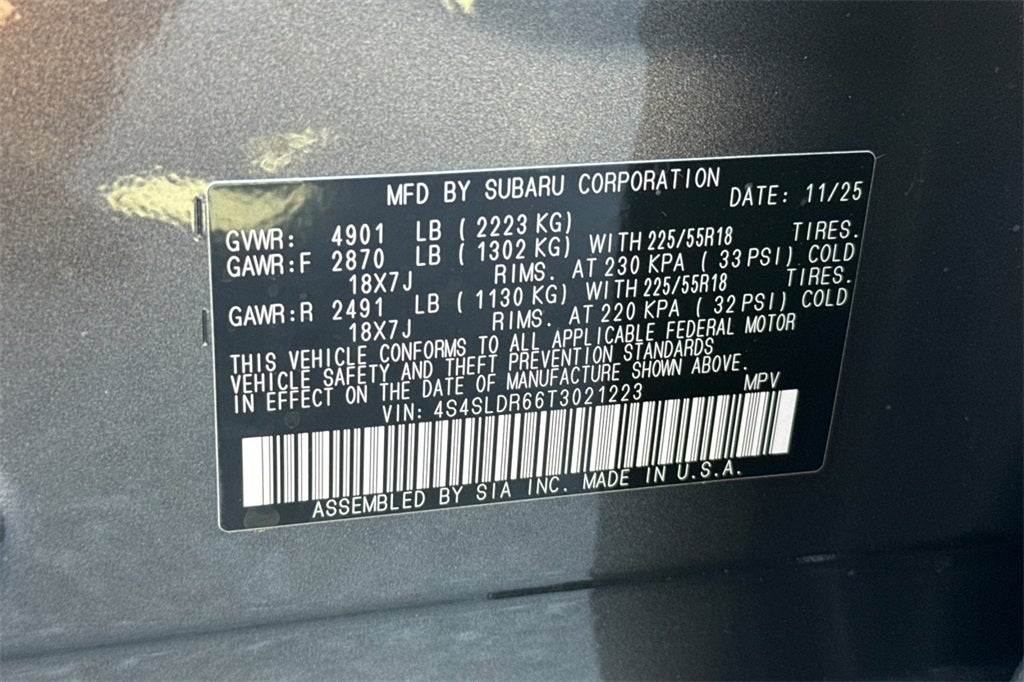 MFD BY SUBARU CORPORATION DATE: 11/25
GVWR: 4901 LB (2223 KG)
GAWR:F 2870 LB (1302 KG) WITH 225/55R18 TIRES.
18X7J RIMS. AT 230 KPA (33 PSI) COLD
GAWR:R 2491 LB (1130 KG) WITH 225/55R18 TIRES.
18X7J RIMS. AT 220 KPA (32 PSI) COLD
THIS VEHICLE CONFORMS TO ALL APPLICABLE FEDERAL MOTOR
VEHICLE SAFETY AND THEFT PREVENTION STANDARDS
IN EFFECT ON THE DATE OF MANUFACTURE SHOWN ABOVE.
VIN: 4S4SLDR66T3021223 MPV
ASSEMBLED BY SIA INC. MADE IN U.S.A.